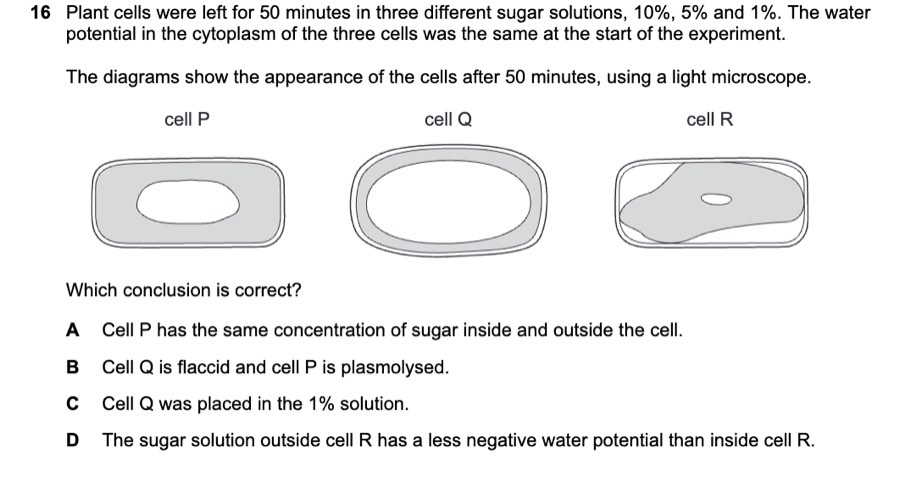 16 Plant cells were left for 50 minutes in three different sugar solutions, 10%, 5% and 1%. The water
potential in the cytoplasm of the three cells was the same at the start of the experiment.
The diagrams show the appearance of the cells after 50 minutes, using a light microscope.
cell P cell Q cell R
Which conclusion is correct?
A Cell P has the same concentration of sugar inside and outside the cell.
B Cell Q is flaccid and cell P is plasmolysed.
C Cell Q was placed in the 1% solution.
D The sugar solution outside cell R has a less negative water potential than inside cell R.